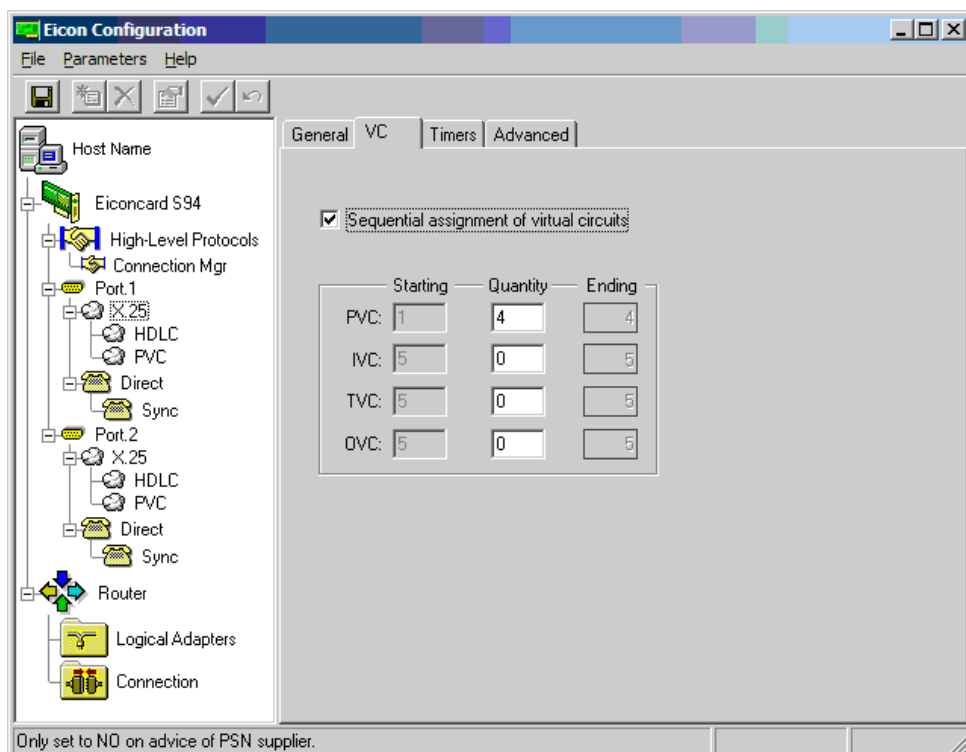 Eicon Configuration
File Parameters Help
Host Name
Eiconcard S94
High-Level Protocols
Connection Mgr
Port.1
X.25
HDLC
PVC
Direct
Sync
Port.2
X.25
HDLC
PVC
Direct
Sync
Router
Logical Adapters
Connection
General VC Timers Advanced
Sequential assignment of virtual circuits
Starting Quantity Ending
PVC: 1 4 4
IVC: 5 0 5
TVC: 5 0 5
OVC: 5 0 5
Only set to NO on advice of PSN supplier.